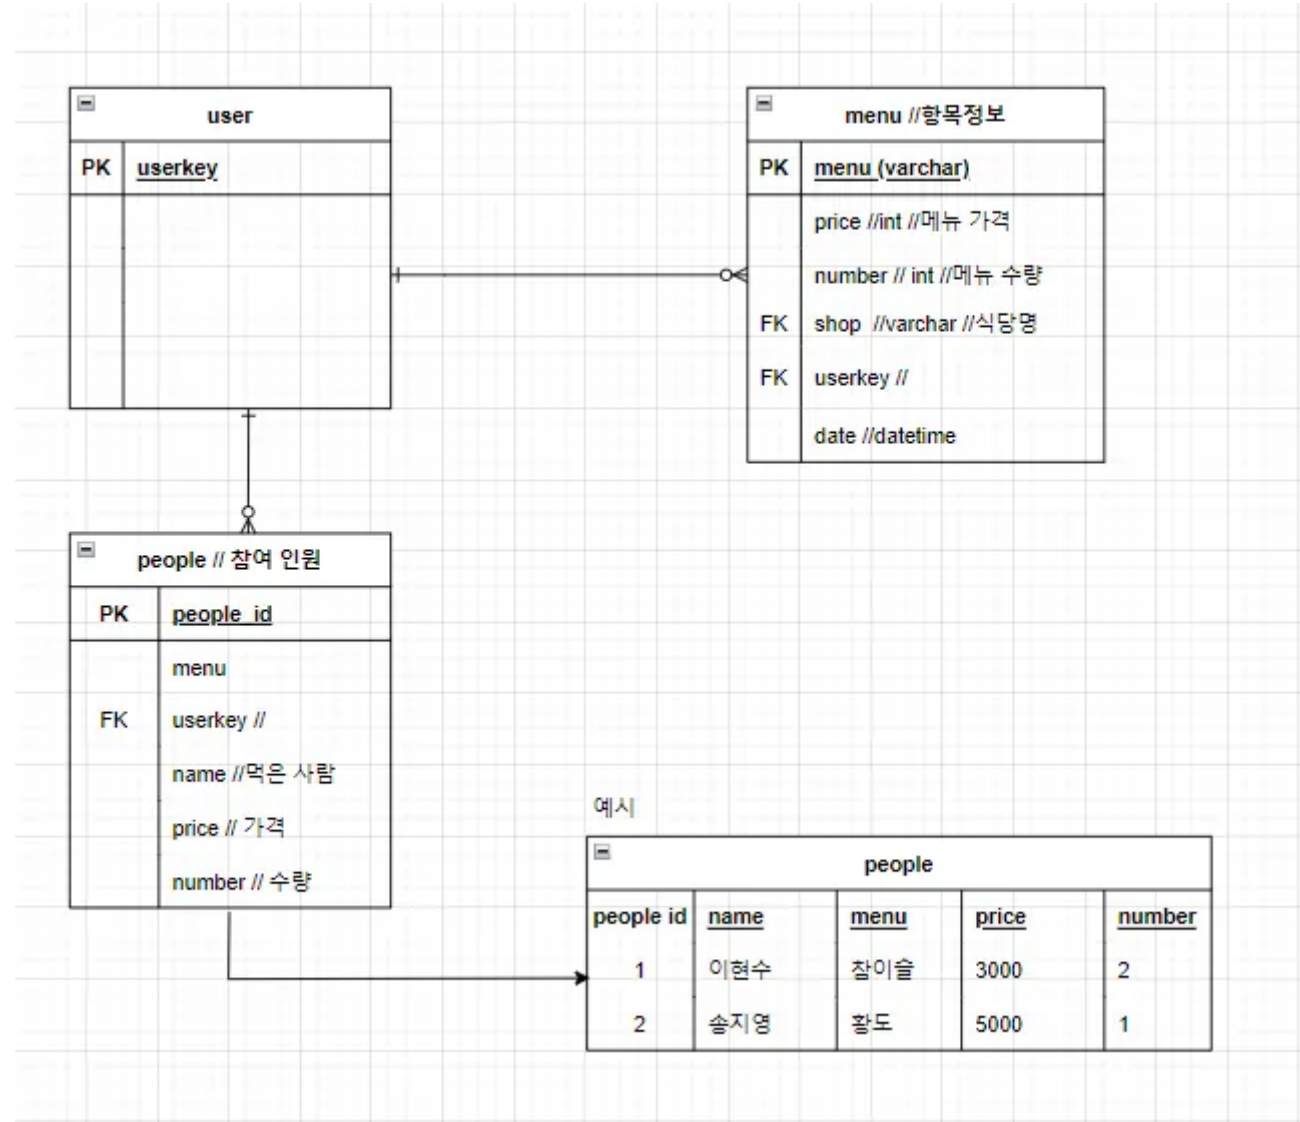 user
PK userkey
menu //항목정보
PK menu (varchar)
price //int //메뉴 가격
number // int //메뉴 수량
FK shop //varchar //식당명
FK userkey //
date //datetime
people // 참여 인원
PK people_id
menu
FK userkey //
name //먹은 사람
price // 가격
number // 수량
예시
people
people id name menu price number
1 이현수 참이슬 3000 2
2 송지영 황도 5000 1